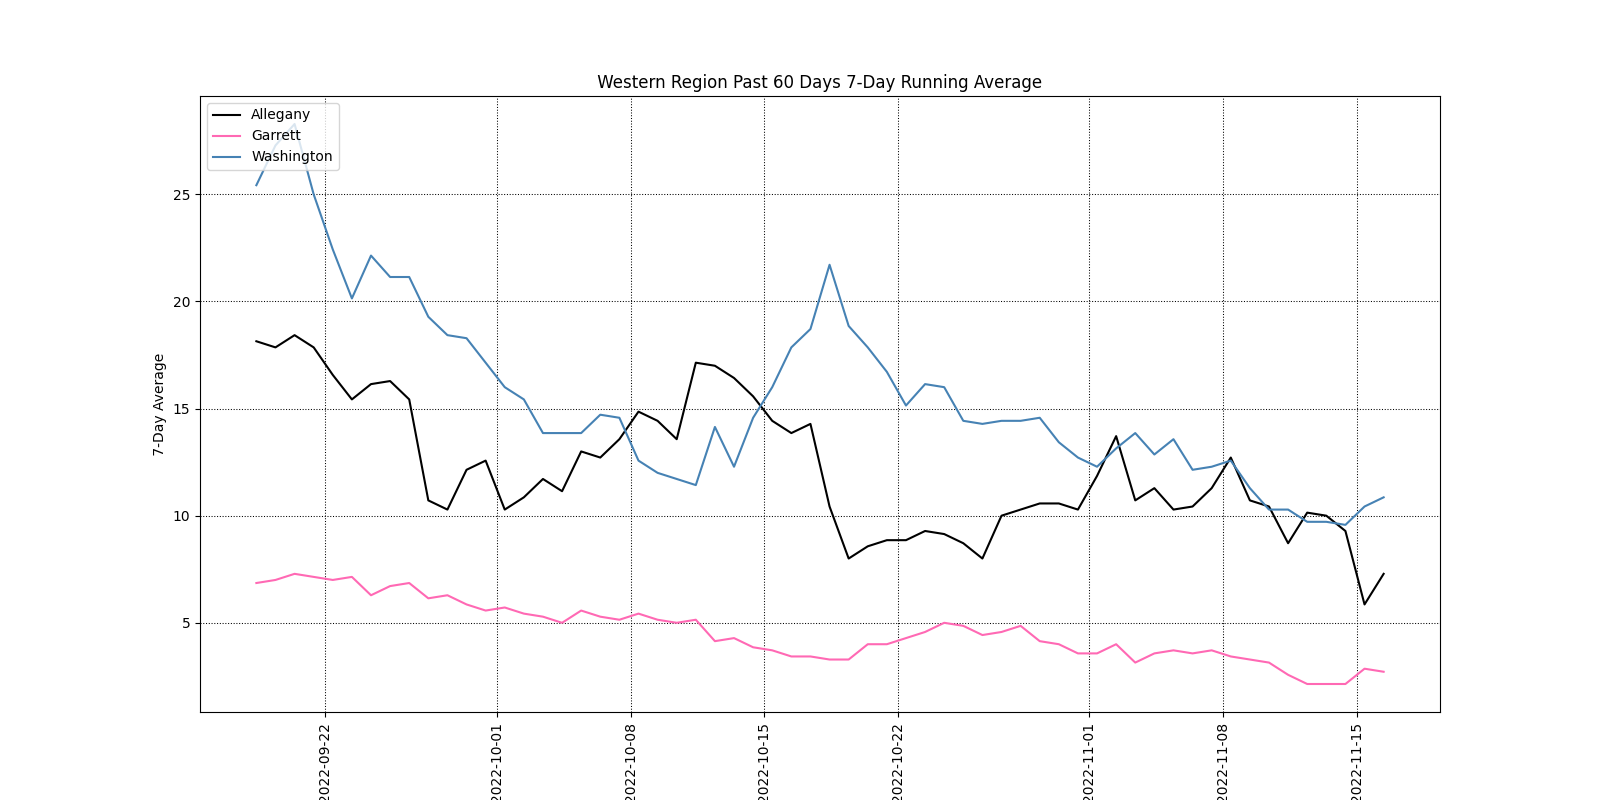 Western Region Past 60 Days 7-Day Running Average
Allegany
Garrett
Washington
25
20
15
10
5
7-Day Average
2022-09-22
2022-10-01
2022-10-08
2022-10-15
2022-10-22
2022-11-01
2022-11-08
2022-11-15